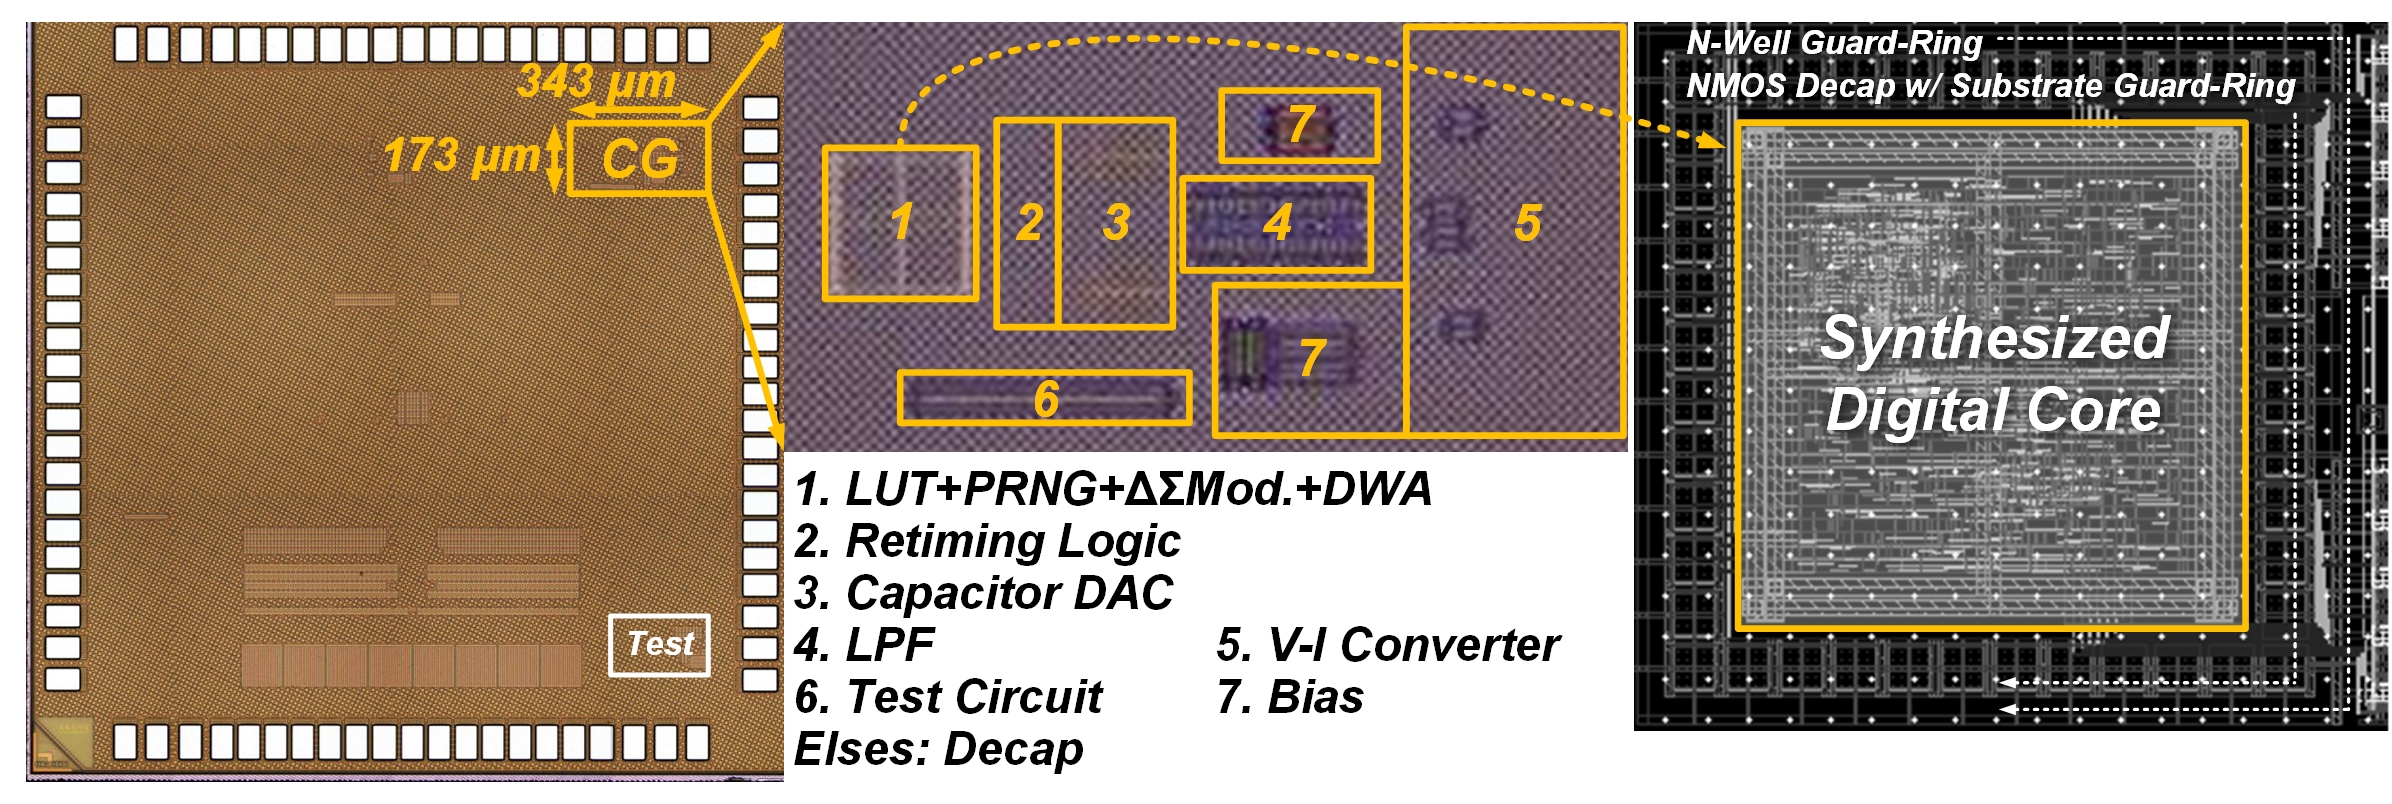 343 μm
173 μm
CG
Test
1
2
3
7
4
5
7
6
1. LUT+PRNG+ΔΣMod.+DWA
2. Retiming Logic
3. Capacitor DAC
4. LPF
5. V-I Converter
6. Test Circuit
7. Bias
Elses: Decap
N-Well Guard-Ring
NMOS Decap w/ Substrate Guard-Ring
Synthesized
Digital Core